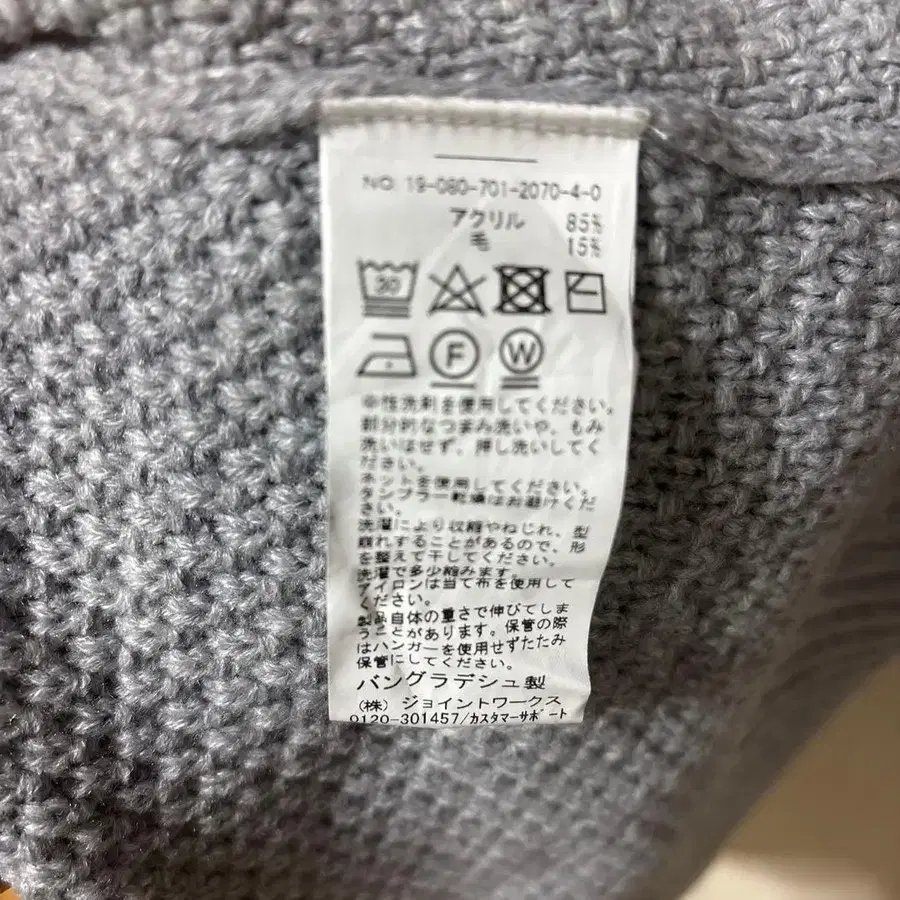 NO 19-080-701-2070-4-0
アクリル 85%
毛 15%
30
F W
性洗剤を使用してください。
部分的なつまみ洗いや、もみ
洗いはせず、押し洗いしてく
ださい。
ネットを使用してください。
タンブラー乾燥はお避けくだ
さい。
洗濯により収縮やねじれ、型
崩れすることがあるので、形
を整えて干してください。
洗濯で多少縮みます。
アイロンは当て布を使用して
ください。
製品自体の重さで伸びてしま
うことがあります。保管の際
はハンガーを使用せずたたみ
保管にしてください。
バングラデシュ製
(株) ジョイントワークス
0120-301457/カスタマーサポート